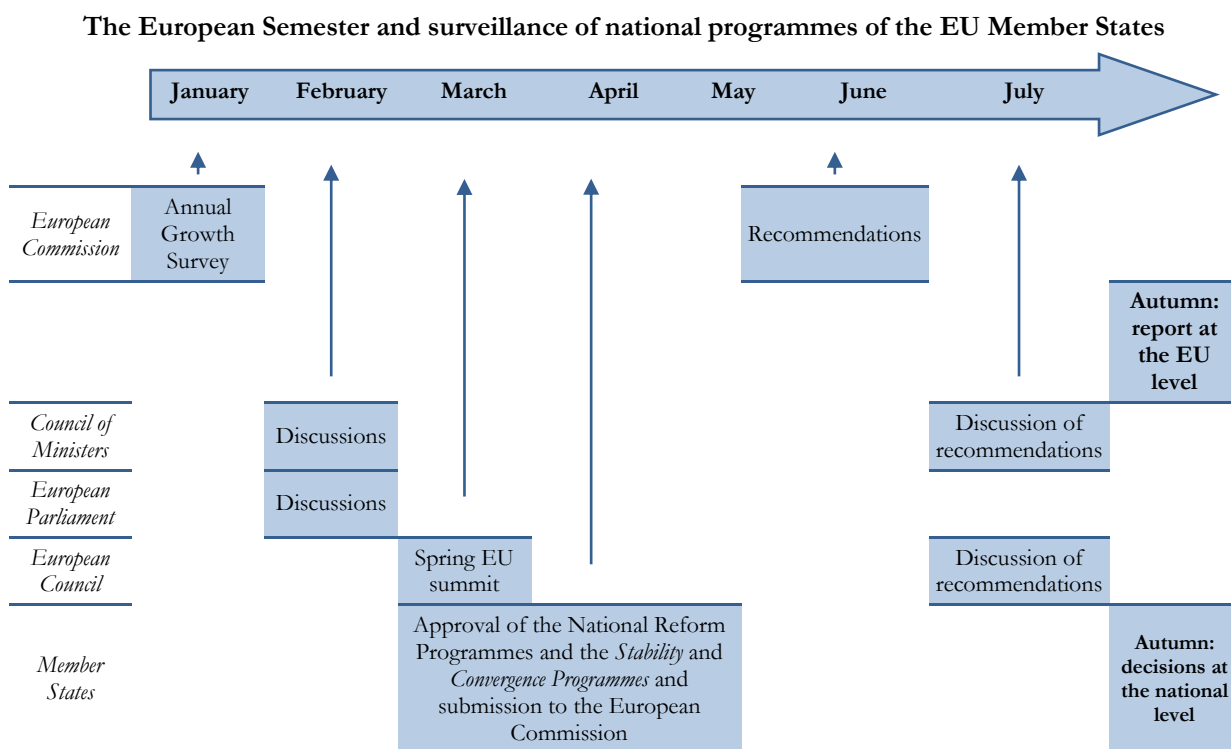 The European Semester and surveillance of national programmes of the EU Member States
January February March April May June July
European
Commission
Annual
Growth
Survey
Recommendations
Autumn:
report at
the EU
level
Council of
Ministers
Discussions
Discussion of
recommendations
European
Parliament
Discussions
European
Council
Spring EU
summit
Discussion of
recommendations
Member
States
Approval of the National Reform
Programmes and the Stability and
Convergence Programmes and
submission to the European
Commission
Autumn:
decisions at
the national
level